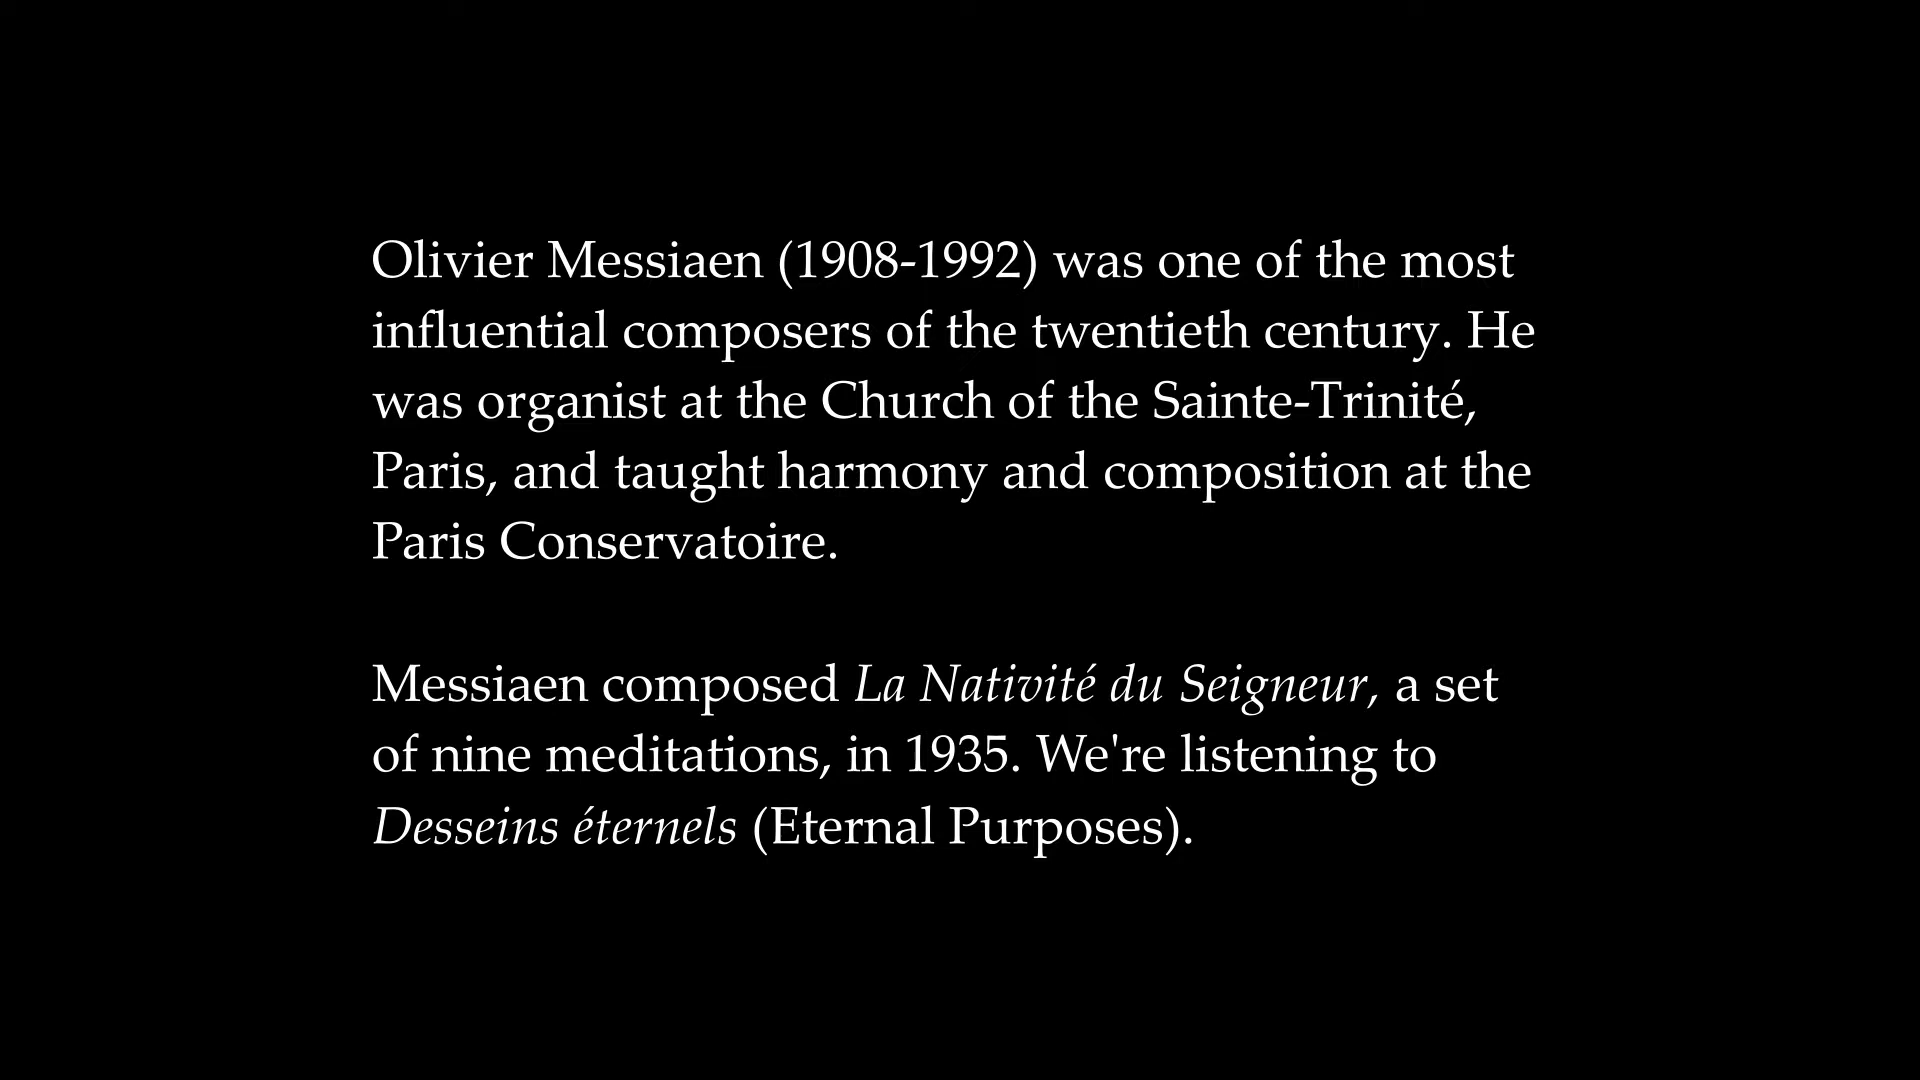 Olivier Messiaen (1908-1992) was one of the most
influential composers of the twentieth century. He
was organist at the Church of the Sainte-Trinité,
Paris, and taught harmony and composition at the
Paris Conservatoire.
Messiaen composed La Nativité du Seigneur, a set
of nine meditations, in 1935. We're listening to
Desseins éternels (Eternal Purposes).